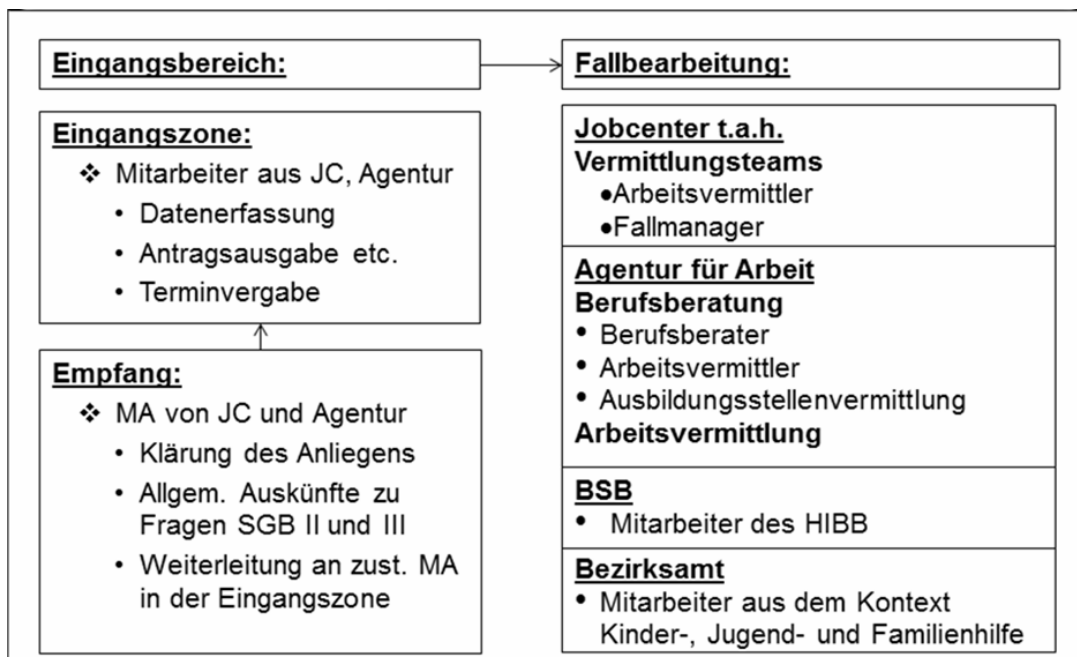 Eingangsbereich:
Eingangszone:
❖ Mitarbeiter aus JC, Agentur
• Datenerfassung
• Antragsausgabe etc.
• Terminvergabe
Empfang:
❖ MA von JC und Agentur
• Klärung des Anliegens
• Allgem. Auskünfte zu
Fragen SGB II und III
• Weiterleitung an zust. MA
in der Eingangszone
Fallbearbeitung:
Jobcenter t.a.h.
Vermittlungsteams
•Arbeitsvermittler
•Fallmanager
Agentur für Arbeit
Berufsberatung
• Berufsberater
• Arbeitsvermittler
• Ausbildungsstellenvermittlung
Arbeitsvermittlung
BSB
• Mitarbeiter des HIBB
Bezirksamt
• Mitarbeiter aus dem Kontext
Kinder-, Jugend- und Familienhilfe